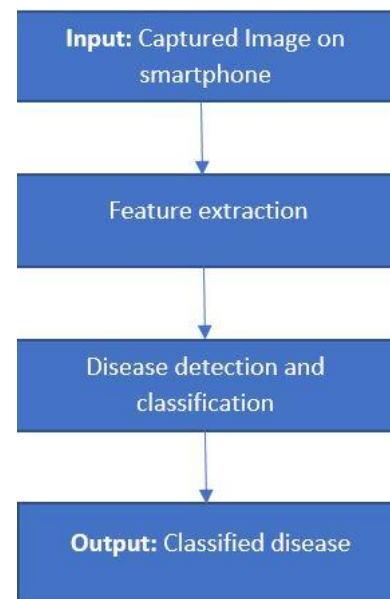 Input: Captured Image on
smartphone
Feature extraction
Disease detection and
classification
Output: Classified disease